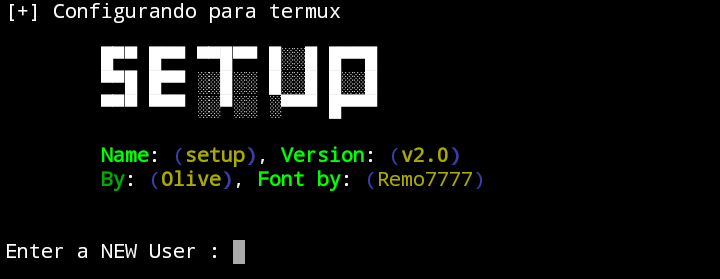 [+] Configurando para termux
SETUP
Name: (setup), Version: (v2.0)
By: (Olive), Font by: (Remo7777)
Enter a NEW User :